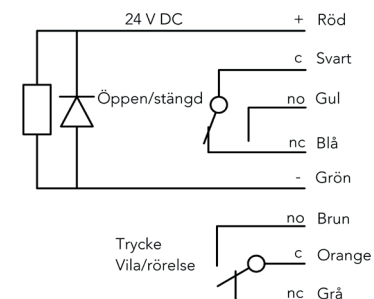 24 V DC + Röd
c Svart
Öppen/stängd no Gul
nc Blå
- Grön
no Brun
Trycke
Vila/rörelse c Orange
nc Grå